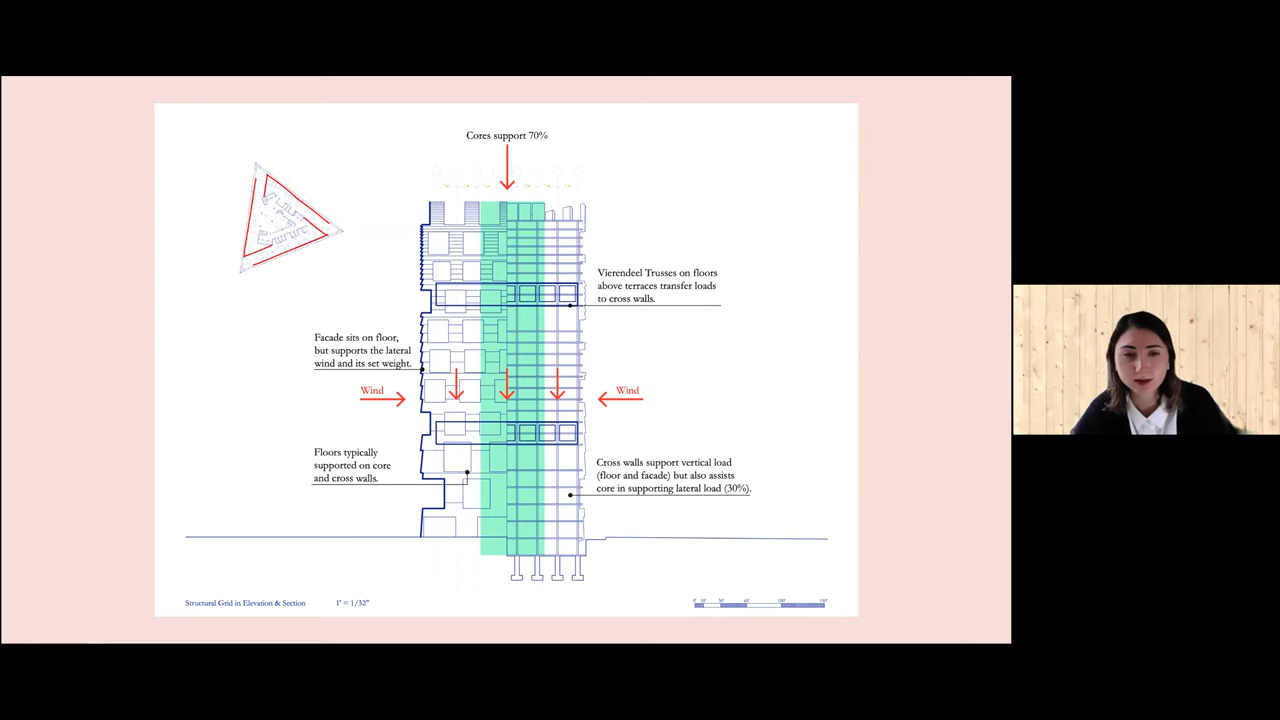 Cores support 70%
Vierendeel Trusses on floors
above terraces transfer loads
to cross walls.
Facade sits on floor,
but supports the lateral
wind and its set weight.
Wind
Wind
Floors typically
supported on core
and cross walls.
Cross walls support vertical load
(floor and facade) but also assists
core in supporting lateral load (30%).
Structural Grid in Elevation & Section
1' = 1/32"